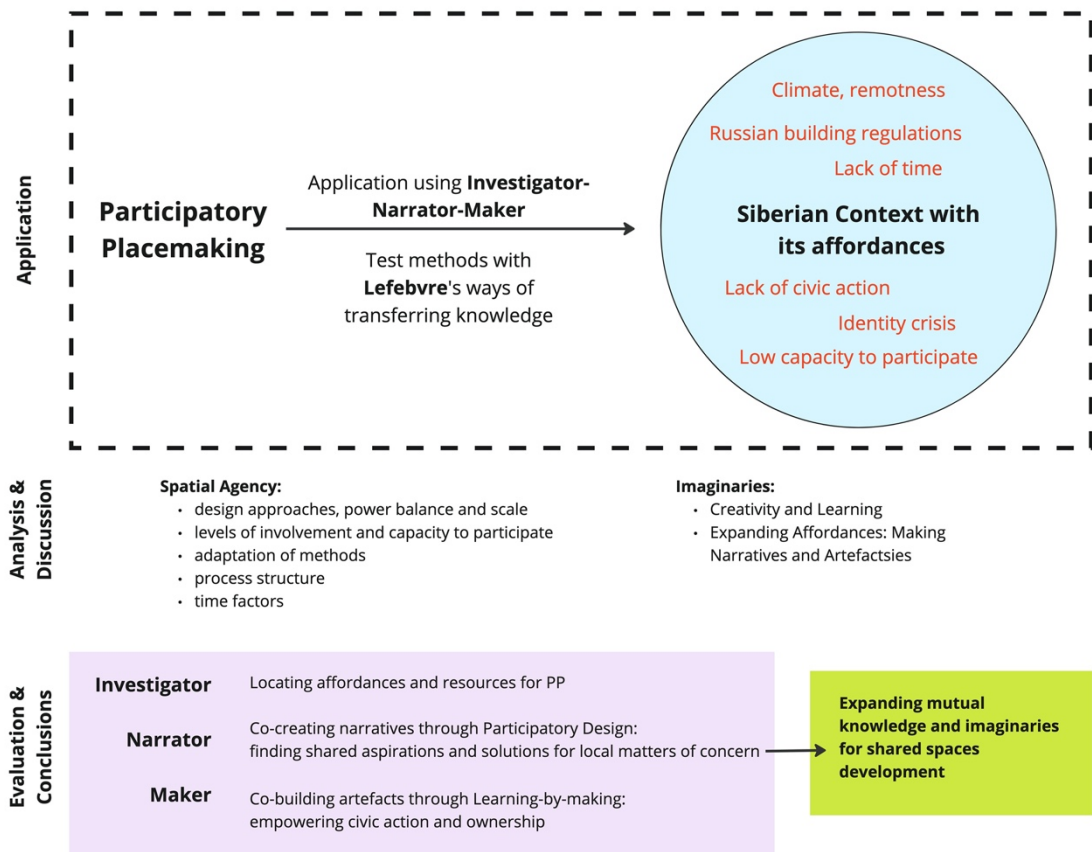 Application
Participatory
Placemaking
Application using Investigator-
Narrator-Maker
Test methods with
Lefebvre's ways of
transferring knowledge
Climate, remotness
Russian building regulations
Lack of time
Siberian Context with
its affordances
Lack of civic action
Identity crisis
Low capacity to participate
Analysis &
Discussion
Spatial Agency:
• design approaches, power balance and scale
• levels of involvement and capacity to participate
• adaptation of methods
• process structure
• time factors
Imaginaries:
• Creativity and Learning
• Expanding Affordances: Making
Narratives and Artefactsies
Evaluation &
Conclusions
Investigator
Locating affordances and resources for PP
Narrator
Co-creating narratives through Participatory Design:
finding shared aspirations and solutions for local matters of concern
Maker
Co-building artefacts through Learning-by-making:
empowering civic action and ownership
Expanding mutual
knowledge and imaginaries
for shared spaces
development